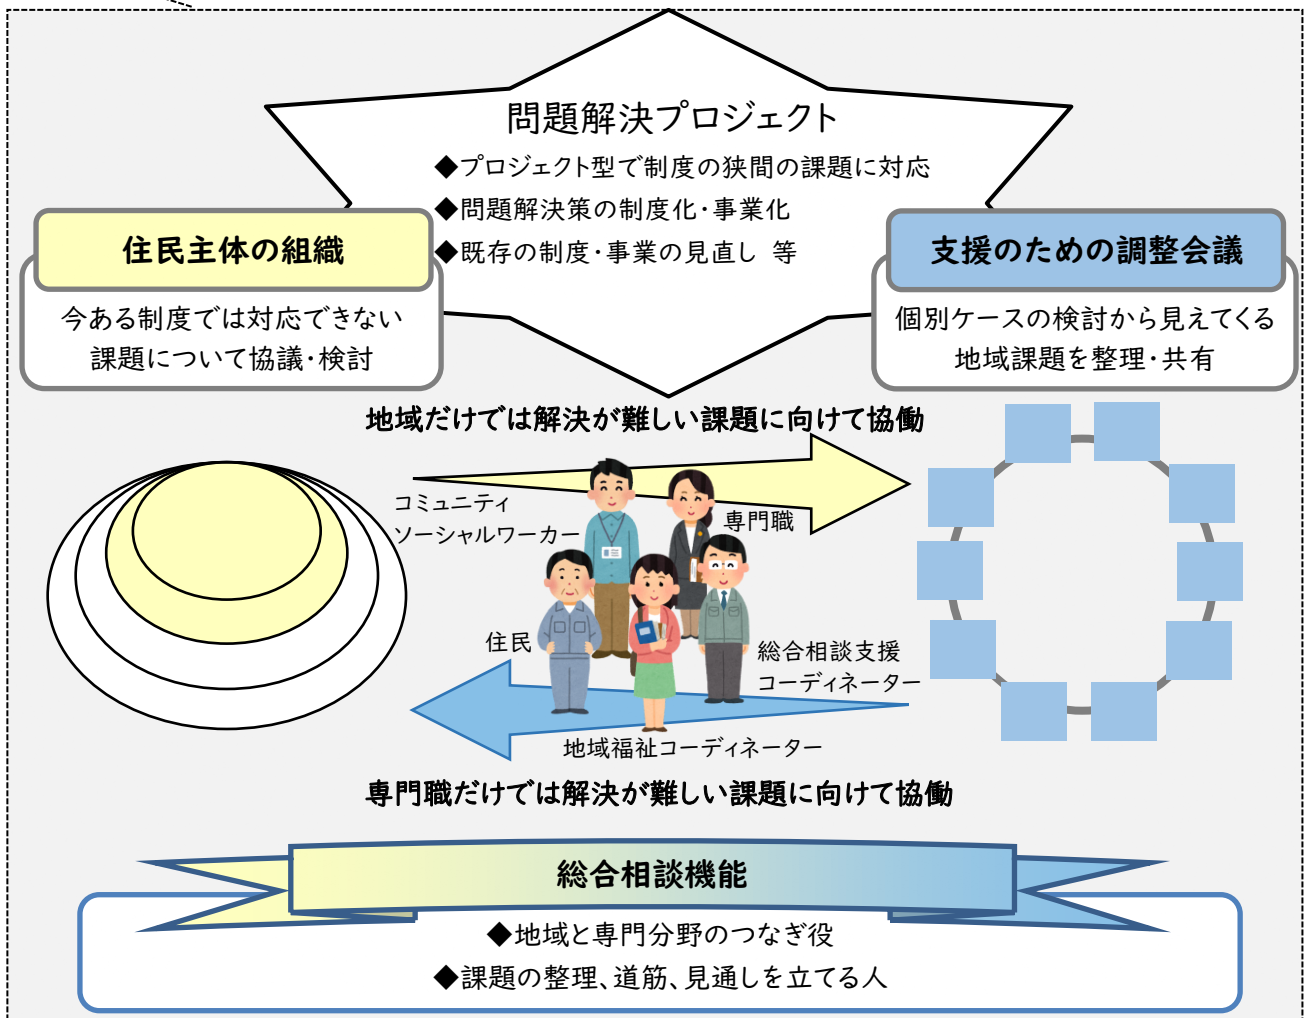 問題解決プロジェクト
◆プロジェクト型で制度の狭間の課題に対応
◆問題解決策の制度化・事業化
◆既存の制度・事業の見直し 等
住民主体の組織
今ある制度では対応できない
課題について協議・検討
支援のための調整会議
個別ケースの検討から見えてくる
地域課題を整理・共有
地域だけでは解決が難しい課題に向けて協働
コミュニティ
ソーシャルワーカー
専門職
住民
総合相談支援
コーディネーター
地域福祉コーディネーター
専門職だけでは解決が難しい課題に向けて協働
総合相談機能
◆地域と専門分野のつなぎ役
◆課題の整理、道筋、見通しを立てる人